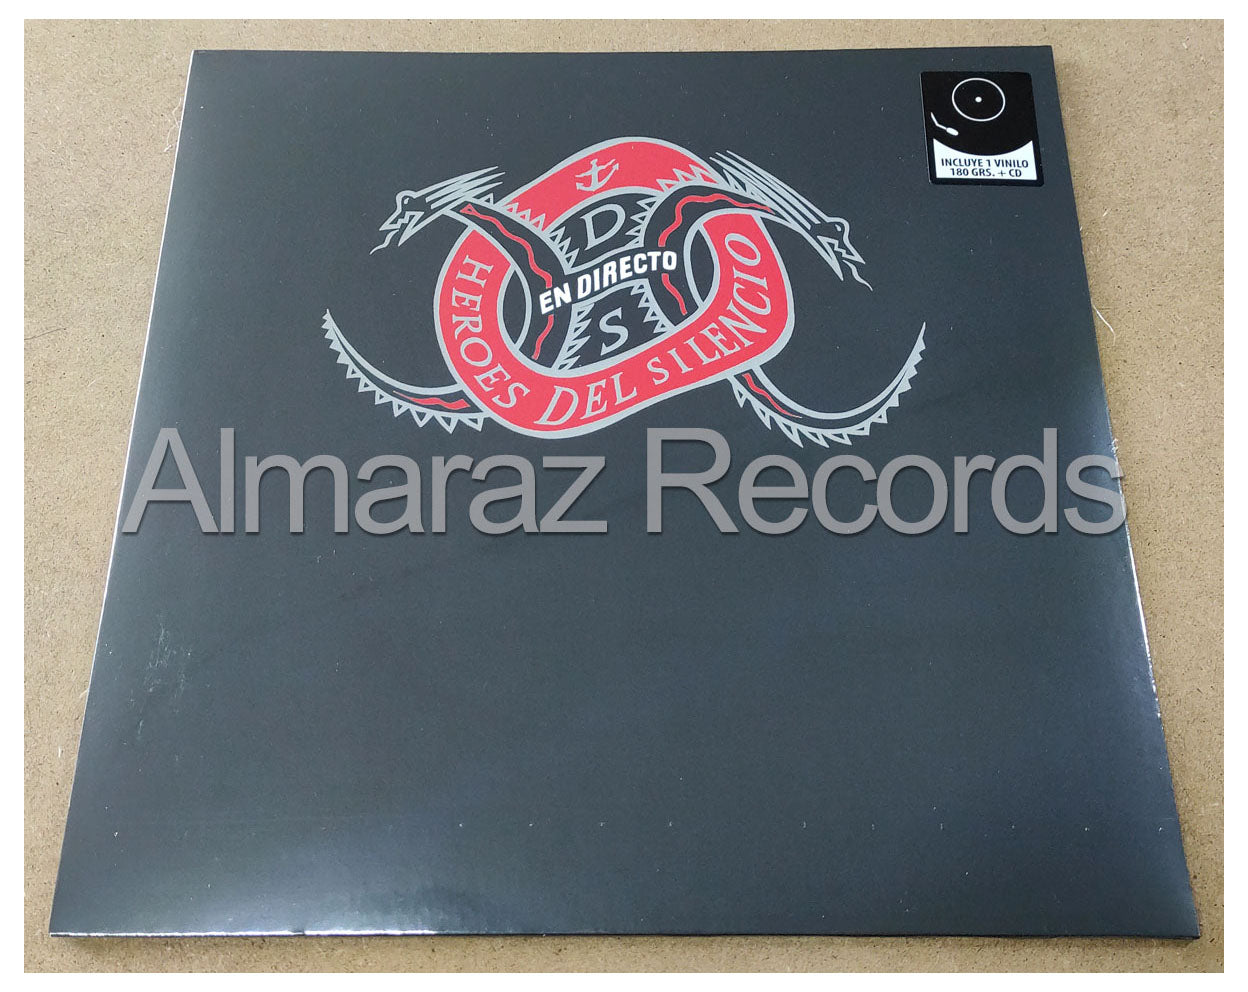 INCLUYE 1 VINILO
180 GRS. + CD
D
EN DIRECTO
S
HEROES DEL SILENCIO
Almaraz Records